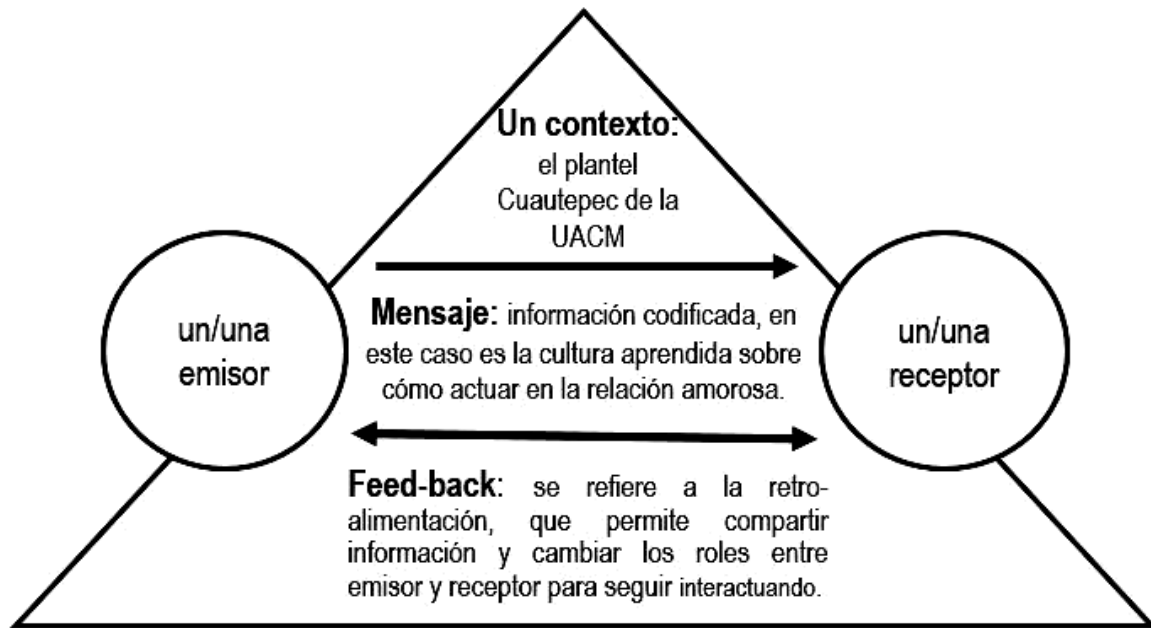 Un contexto:
el plantel
Cuautepec de la
UACM
un/una
emisor
Mensaje: información codificada, en
este caso es la cultura aprendida sobre
cómo actuar en la relación amorosa.
un/una
receptor
Feed-back: se refiere a la retro-
alimentación, que permite compartir
información y cambiar los roles entre
emisor y receptor para seguir interactuando.